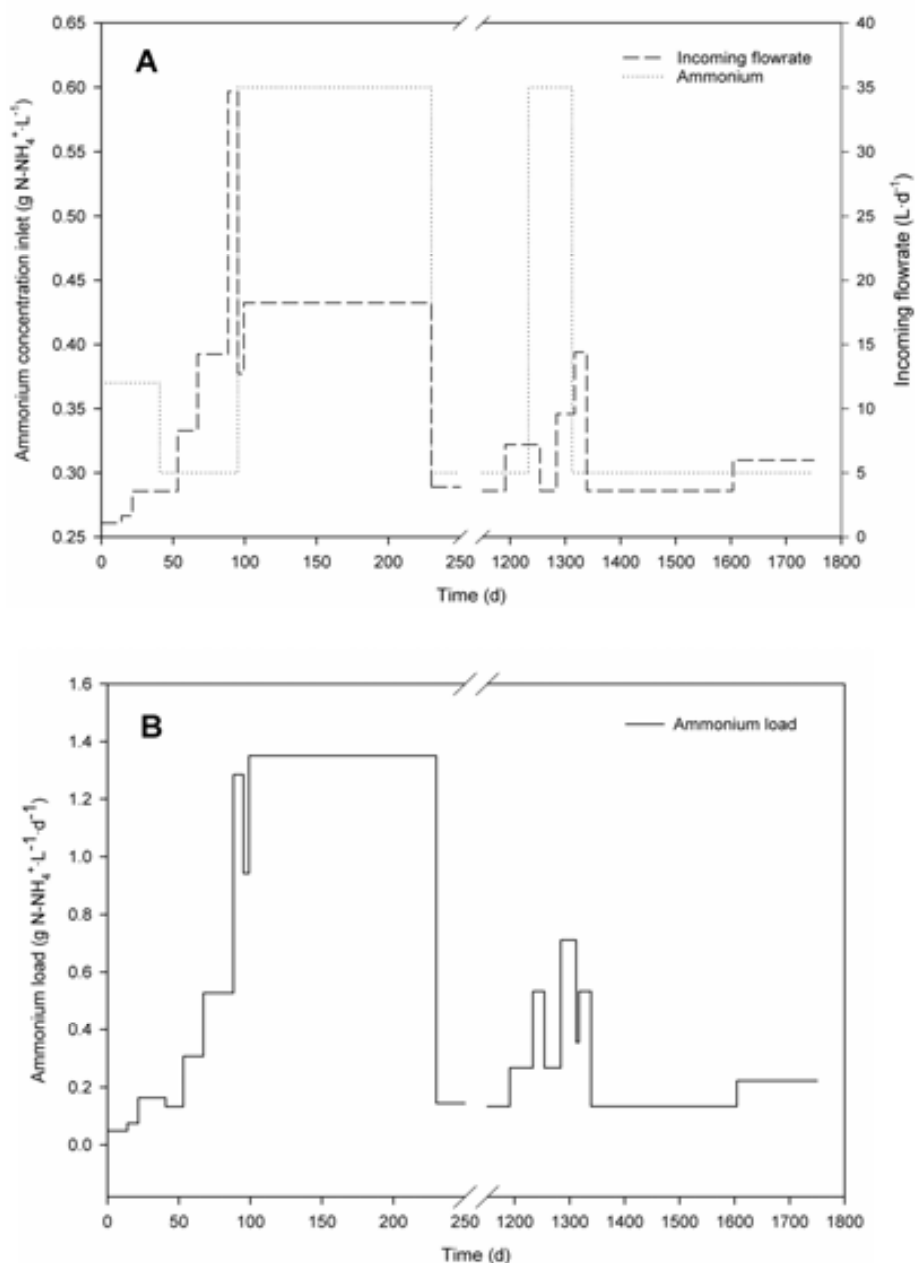 A
Incoming flowrate
Ammonium
0.65
0.60
0.55
0.50
0.45
0.40
0.35
0.30
0.25
Ammonium concentration inlet (g N-NH₄⁺·L⁻¹)
40
35
30
25
20
15
10
5
0
Incoming flowrate (L·d⁻¹)
0 50 100 150 200 250 1200 1300 1400 1500 1600 1700 1800
Time (d)
B
Ammonium load
1.6
1.4
1.2
1.0
0.8
0.6
0.4
0.2
0.0
Ammonium load (g N-NH₄⁺·L⁻¹·d⁻¹)
0 50 100 150 200 250 1200 1300 1400 1500 1600 1700 1800
Time (d)